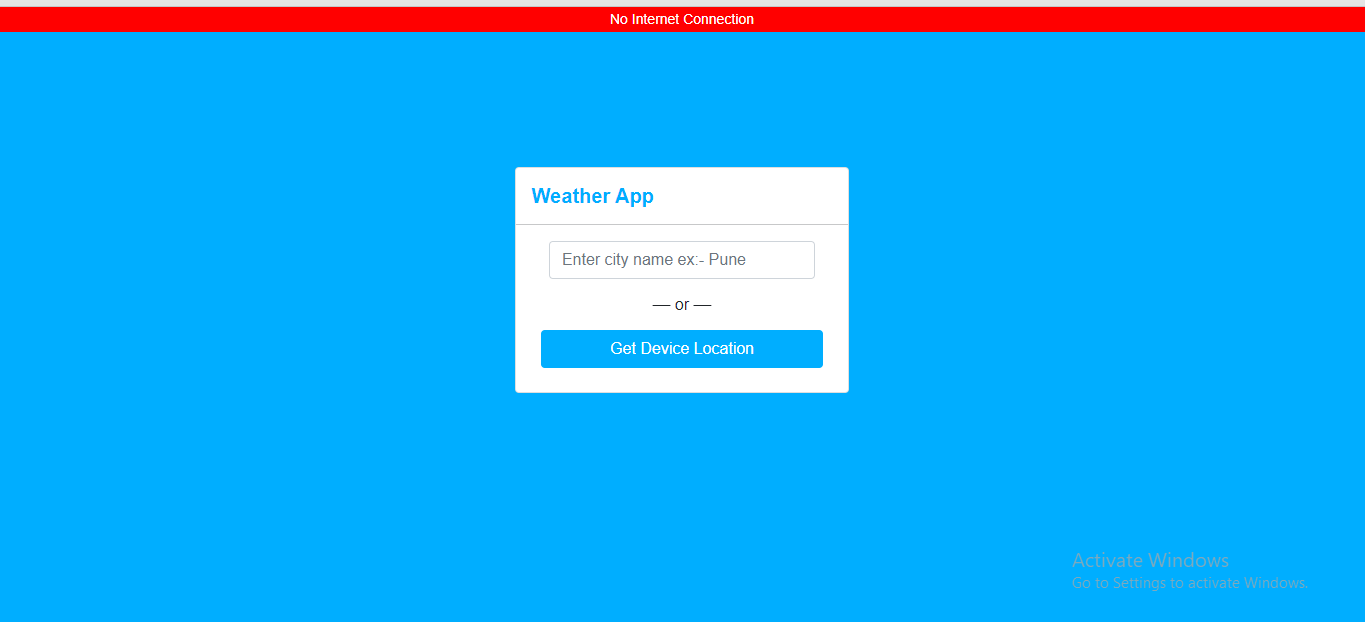 No Internet Connection
Weather App
Enter city name ex:- Pune
— or —
Get Device Location
Activate Windows
Go to Settings to activate Windows.